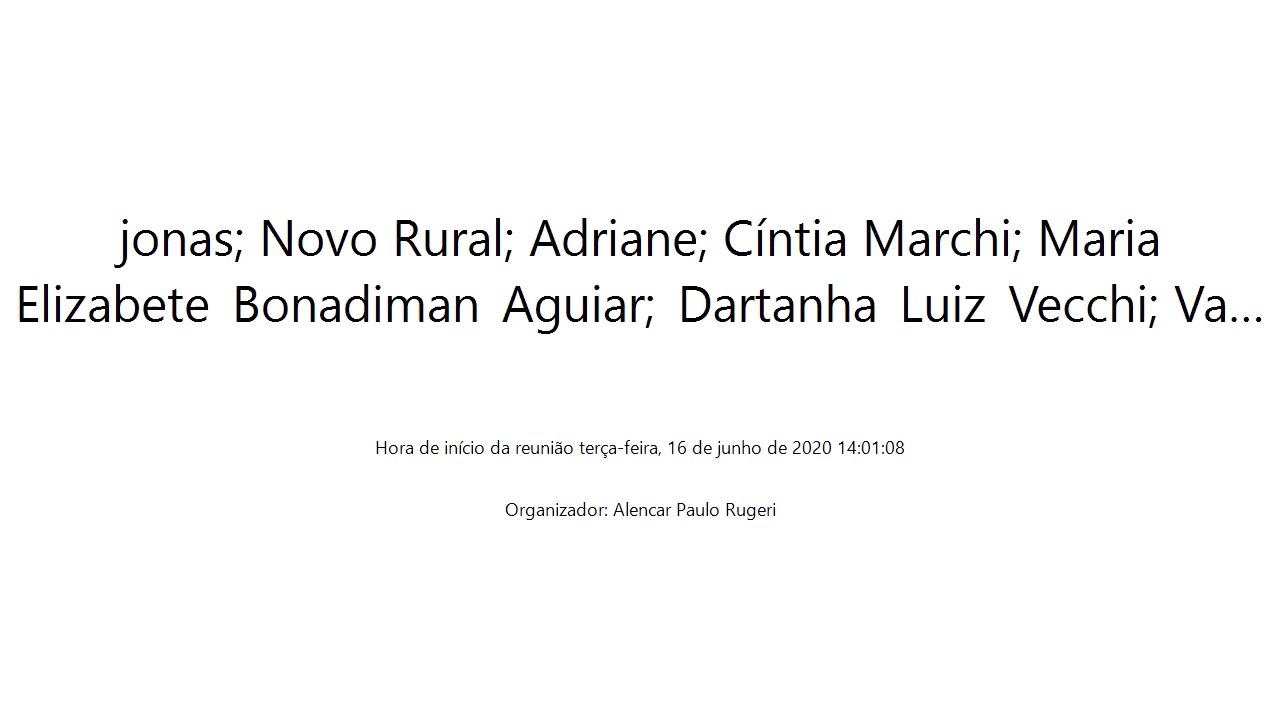 jonas; Novo Rural; Adriane; Cíntia Marchi; Maria
Elizabete Bonadiman Aguiar; Dartanha Luiz Vecchi; Va...
Hora de início da reunião terça-feira, 16 de junho de 2020 14:01:08
Organizador: Alencar Paulo Rugeri